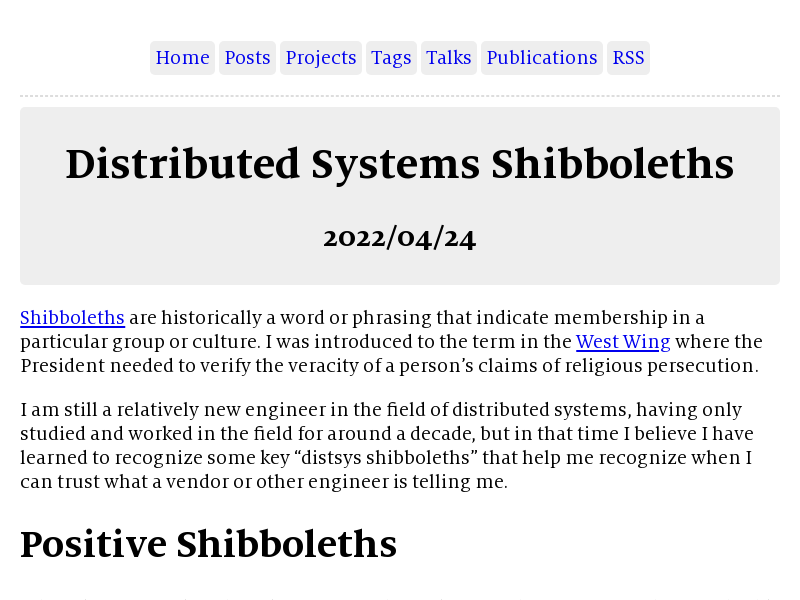 Home Posts Projects Tags Talks Publications RSS
Distributed Systems Shibboleths
2022/04/24
Shibboleths are historically a word or phrasing that indicate membership in a
particular group or culture. I was introduced to the term in the West Wing where the
President needed to verify the veracity of a person’s claims of religious persecution.
I am still a relatively new engineer in the field of distributed systems, having only
studied and worked in the field for around a decade, but in that time I believe I have
learned to recognize some key “distsys shibboleths” that help me recognize when I
can trust what a vendor or other engineer is telling me.
Positive Shibboleths